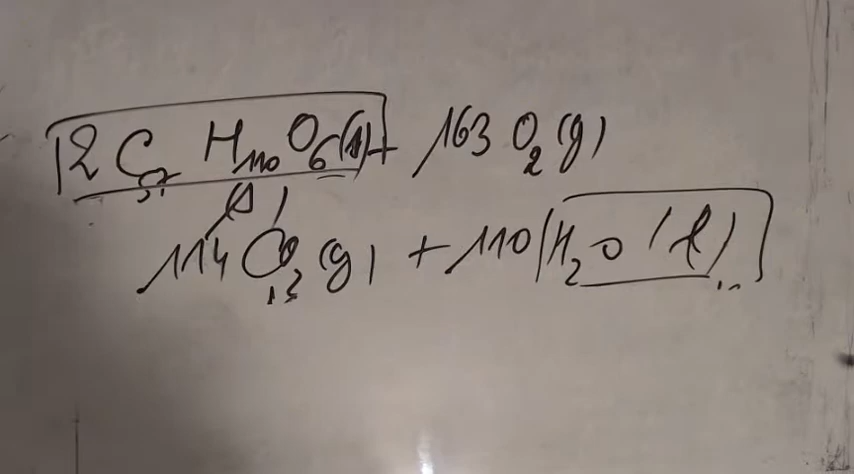 2 C57 H110 O6(s) + 163 O2(g)
114 CO2(g) + 110 H2O(l)